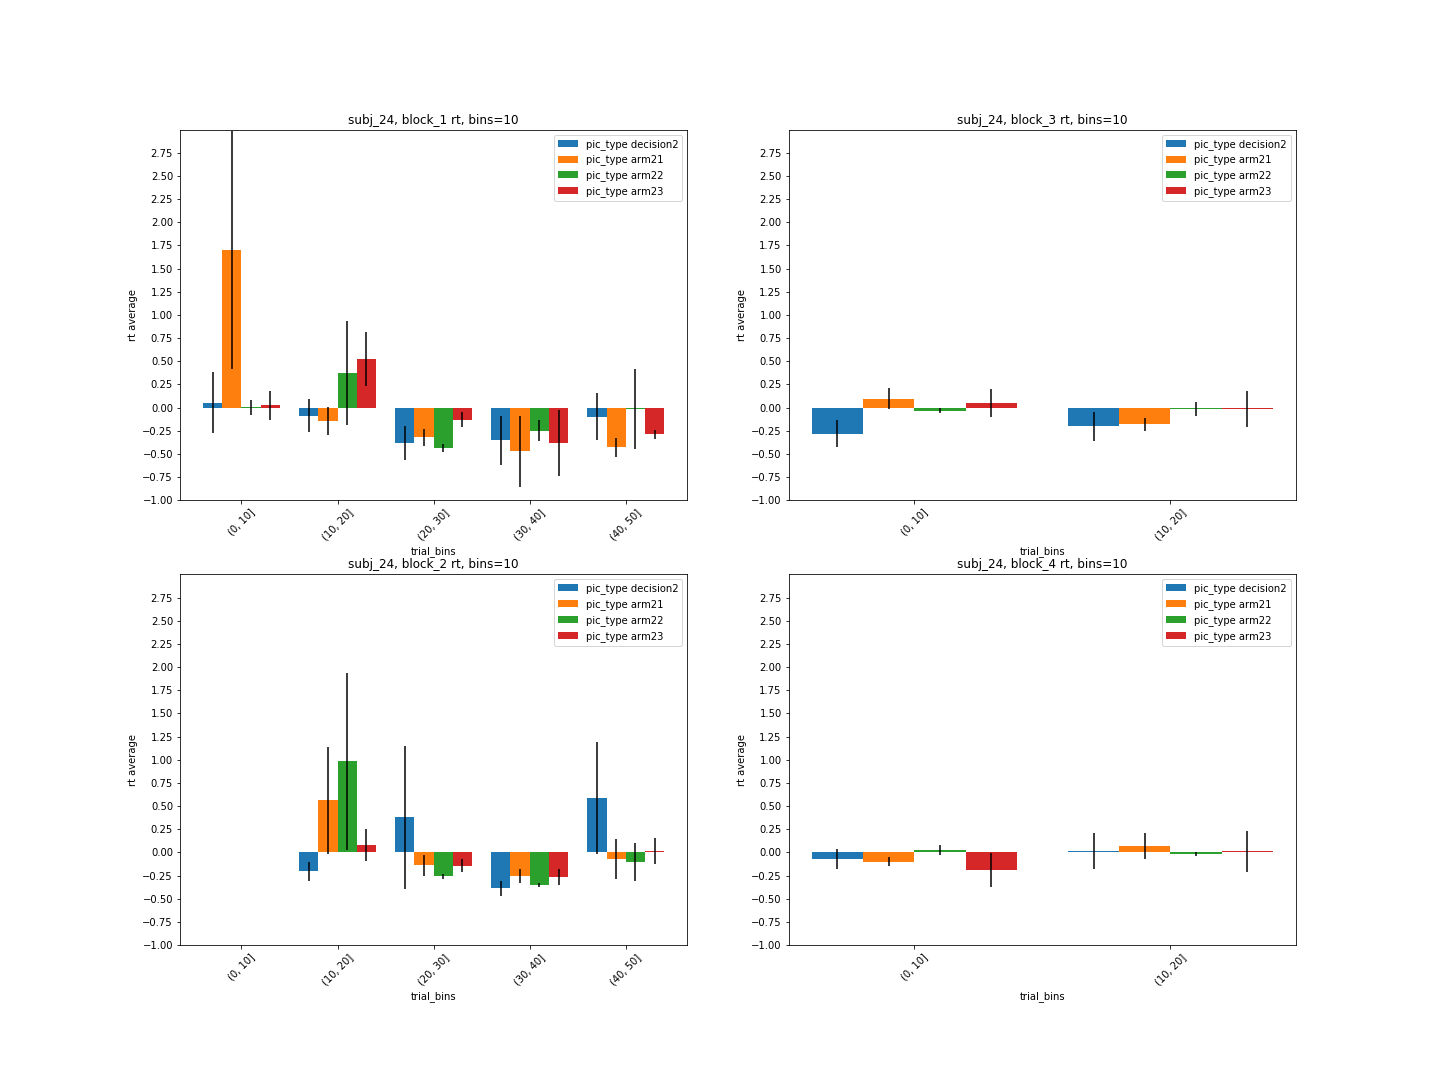 subj_24, block_1 rt, bins=10
pic_type decision2
pic_type arm21
pic_type arm22
pic_type arm23
rt average
2.75
2.50
2.25
2.00
1.75
1.50
1.25
1.00
0.75
0.50
0.25
0.00
−0.25
−0.50
−0.75
−1.00
(0, 10]
(10, 20]
(20, 30]
(30, 40]
(40, 50]
trial_bins
subj_24, block_3 rt, bins=10
pic_type decision2
pic_type arm21
pic_type arm22
pic_type arm23
rt average
2.75
2.50
2.25
2.00
1.75
1.50
1.25
1.00
0.75
0.50
0.25
0.00
−0.25
−0.50
−0.75
−1.00
(0, 10]
(10, 20]
trial_bins
subj_24, block_2 rt, bins=10
pic_type decision2
pic_type arm21
pic_type arm22
pic_type arm23
rt average
2.75
2.50
2.25
2.00
1.75
1.50
1.25
1.00
0.75
0.50
0.25
0.00
−0.25
−0.50
−0.75
−1.00
(0, 10]
(10, 20]
(20, 30]
(30, 40]
(40, 50]
trial_bins
subj_24, block_4 rt, bins=10
pic_type decision2
pic_type arm21
pic_type arm22
pic_type arm23
rt average
2.75
2.50
2.25
2.00
1.75
1.50
1.25
1.00
0.75
0.50
0.25
0.00
−0.25
−0.50
−0.75
−1.00
(0, 10]
(10, 20]
trial_bins